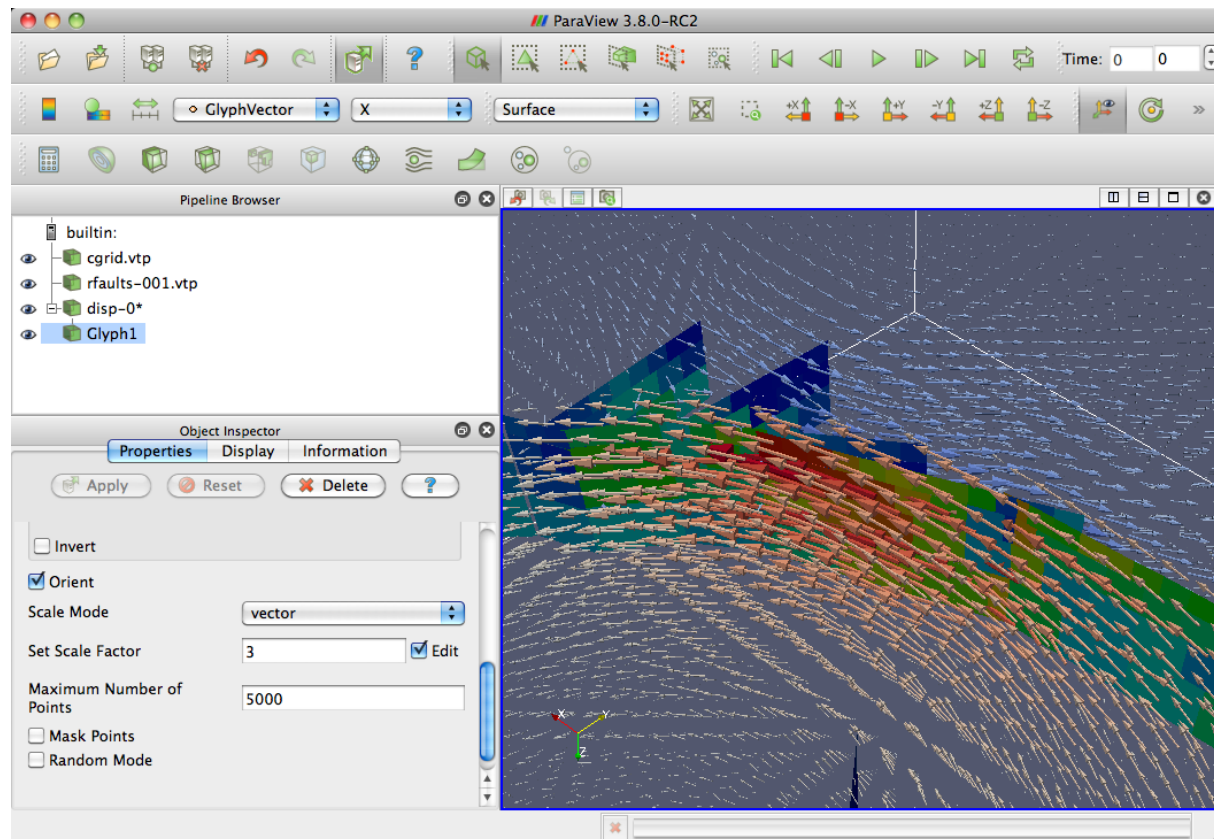 ParaView 3.8.0-RC2
Time: 0 0
GlyphVector X Surface
+X -X +Y -Y +Z -Z
Pipeline Browser
builtin:
cgrid.vtp
rfaults-001.vtp
disp-0*
Glyph1
Object Inspector
Properties Display Information
Apply Reset Delete ?
Invert
Orient
Scale Mode vector
Set Scale Factor 3 Edit
Maximum Number of
Points 5000
Mask Points
Random Mode
X Y
Z